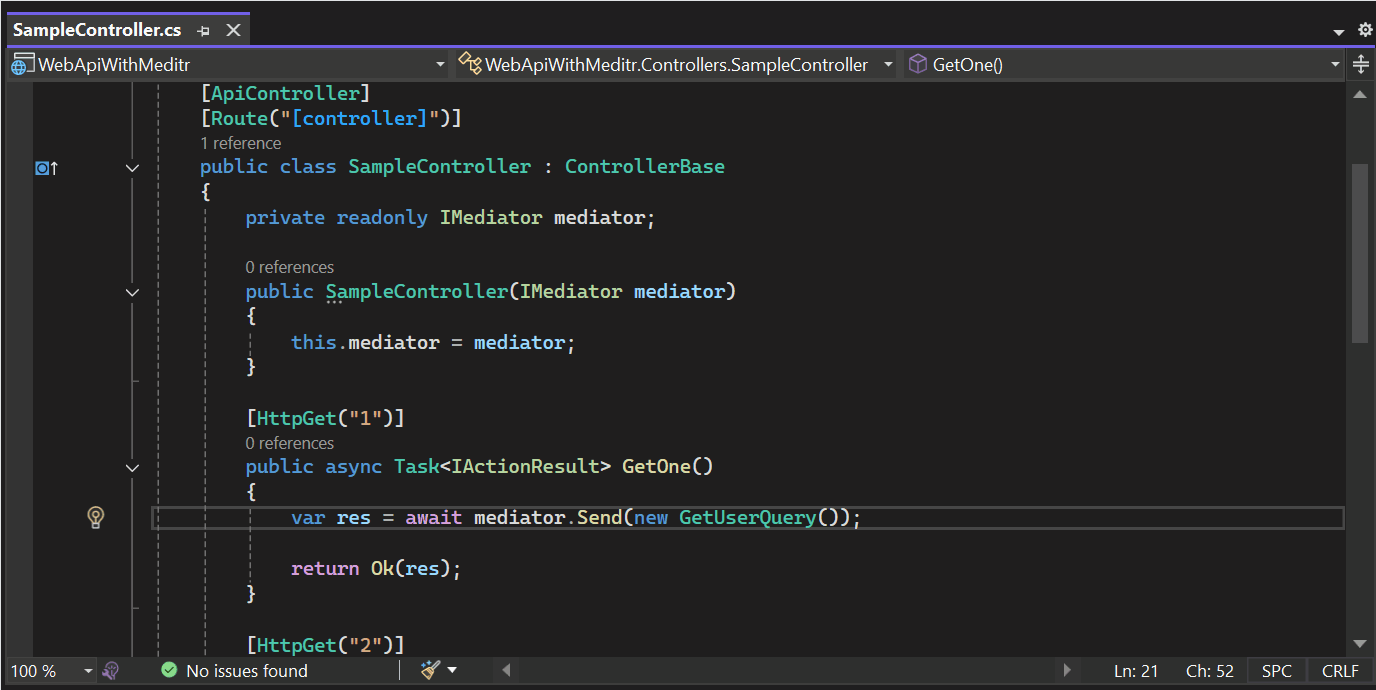 SampleController.cs
WebApiWithMeditr WebApiWithMeditr.Controllers.SampleController GetOne()
[ApiController]
[Route("[controller]")]
1 reference
public class SampleController : ControllerBase
{
private readonly IMediator mediator;
0 references
public SampleController(IMediator mediator)
{
this.mediator = mediator;
}
[HttpGet("1")]
0 references
public async Task<IActionResult> GetOne()
{
var res = await mediator.Send(new GetUserQuery());
return Ok(res);
}
[HttpGet("2")]
100 % No issues found Ln: 21 Ch: 52 SPC CRLF